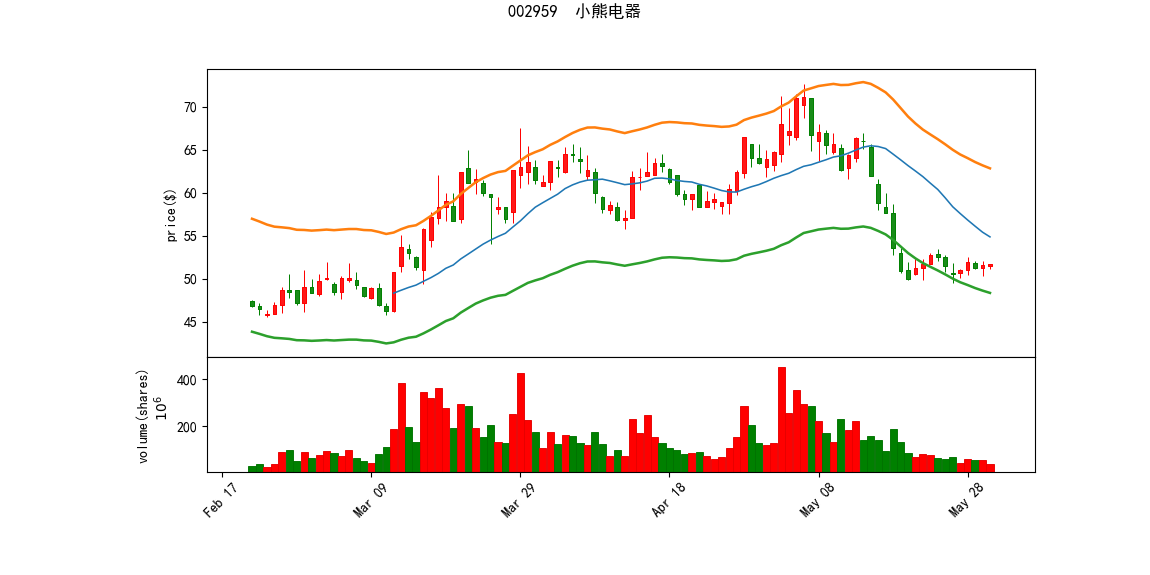 002959 小熊电器
price($)
70
65
60
55
50
45
volume(shares)
10^6
400
200
Feb 17
Mar 09
Mar 29
Apr 18
May 08
May 28